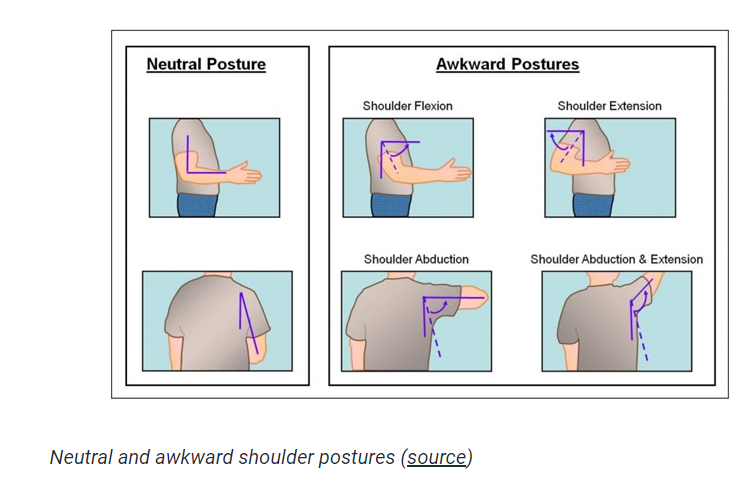 Neutral Posture
Awkward Postures
Shoulder Flexion
Shoulder Extension
Shoulder Abduction
Shoulder Abduction & Extension
Neutral and awkward shoulder postures (source)